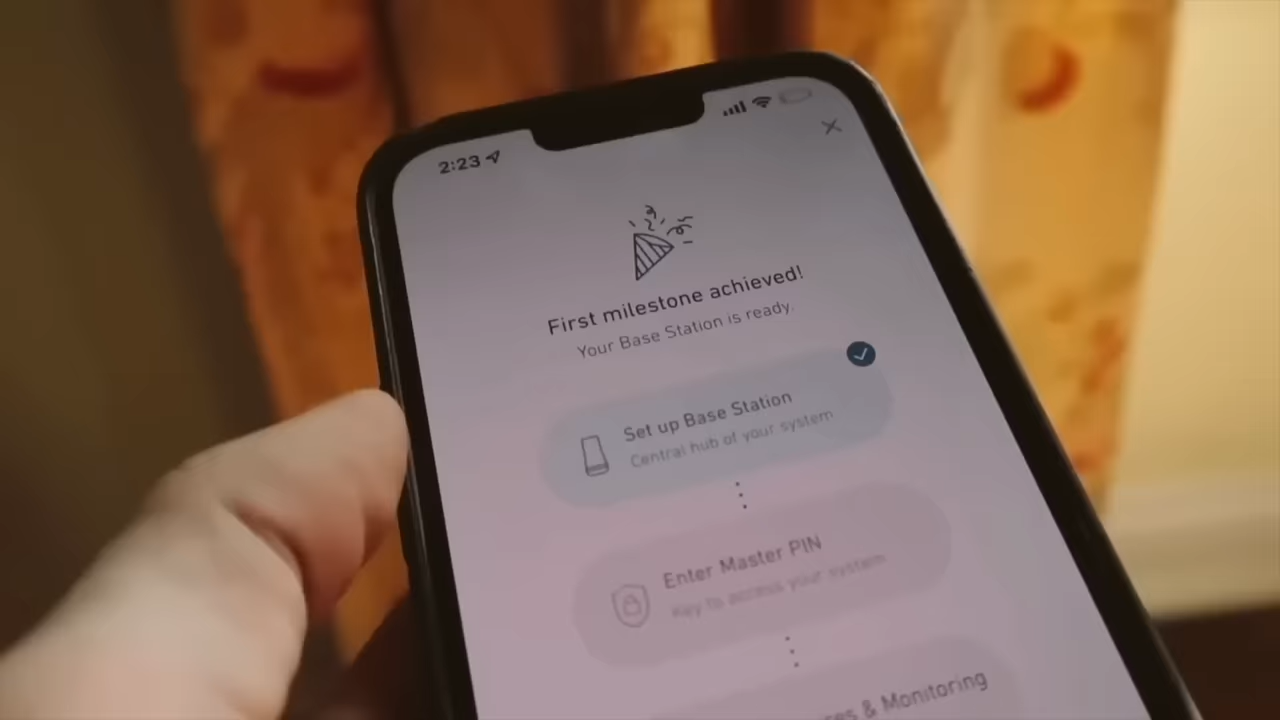 2:23
First milestone achieved!
Your Base Station is ready.
Set up Base Station
Central hub of your system
Enter Master PIN
Key to access your system
& Monitoring